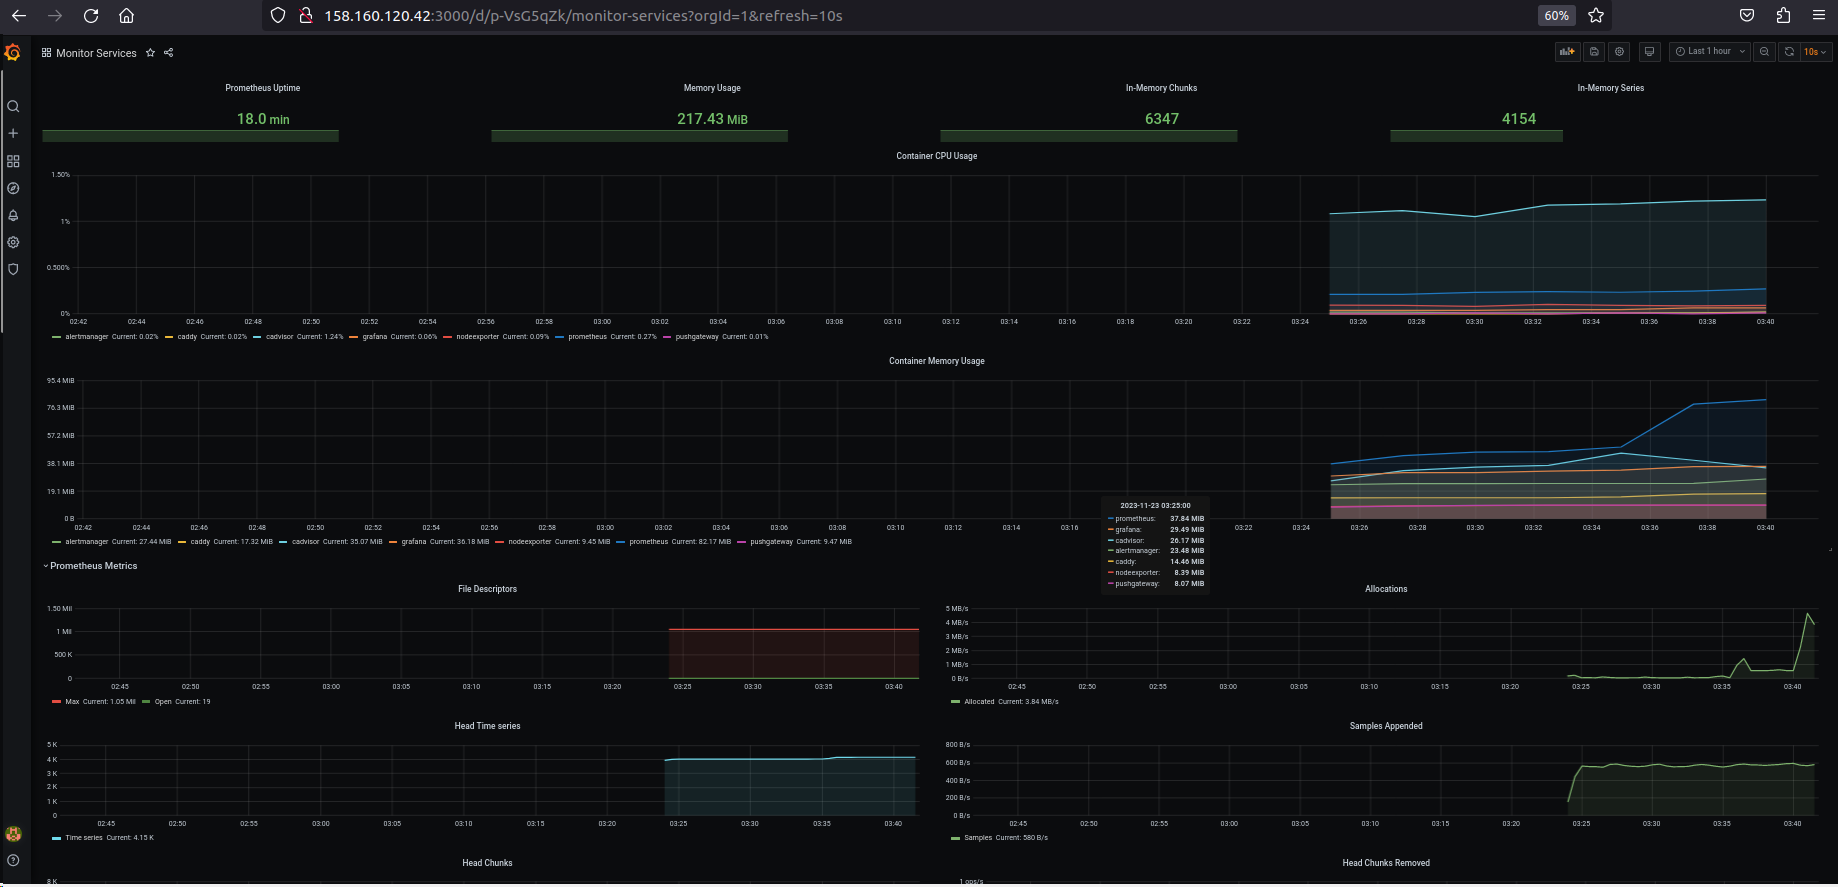 158.160.120.42:3000/d/p-VsG5qZk/monitor-services?orgId=1&refresh=10s
60%
Monitor Services
Last 1 hour
10s
Prometheus Uptime
Memory Usage
In-Memory Chunks
In-Memory Series
18.0 min
217.43 MiB
6347
4154
Container CPU Usage
1.50%
1%
0.500%
0%
02:42 02:44 02:46 02:48 02:50 02:52 02:54 02:56 02:58 03:00 03:02 03:04 03:06 03:08 03:10 03:12 03:14 03:16 03:18 03:20 03:22 03:24 03:26 03:28 03:30 03:32 03:34 03:36 03:38 03:40
alertmanager Current: 0.02% caddy Current: 0.02% cadvisor Current: 1.24% grafana Current: 0.06% nodeexporter Current: 0.09% prometheus Current: 0.27% pushgateway Current: 0.01%
Container Memory Usage
95.4 MiB
76.3 MiB
57.2 MiB
38.1 MiB
19.1 MiB
0 B
02:42 02:44 02:46 02:48 02:50 02:52 02:54 02:56 02:58 03:00 03:02 03:04 03:06 03:08 03:10 03:12 03:14 03:16 03:22 03:24 03:26 03:28 03:30 03:32 03:34 03:36 03:38 03:40
alertmanager Current: 27.44 MiB caddy Current: 17.32 MiB cadvisor Current: 35.07 MiB grafana Current: 36.18 MiB nodeexporter Current: 9.45 MiB prometheus Current: 82.17 MiB pushgateway Current: 9.47 MiB
2023-11-23 03:25:00
prometheus: 37.84 MiB
grafana: 29.49 MiB
cadvisor: 26.17 MiB
alertmanager: 23.48 MiB
caddy: 14.46 MiB
nodeexporter: 8.39 MiB
pushgateway: 8.07 MiB
Prometheus Metrics
File Descriptors
1.50 Mil
1 Mil
500 K
0
02:45 02:50 02:55 03:00 03:05 03:10 03:15 03:20 03:25 03:30 03:35 03:40
Max Current: 1.05 Mil Open Current: 19
Allocations
5 MB/s
4 MB/s
3 MB/s
2 MB/s
1 MB/s
0 B/s
02:45 02:50 02:55 03:00 03:05 03:10 03:15 03:20 03:25 03:30 03:35 03:40
Allocated Current: 3.84 MB/s
Head Time series
5 K
4 K
3 K
2 K
1 K
0
02:45 02:50 02:55 03:00 03:05 03:10 03:15 03:20 03:25 03:30 03:35 03:40
Time series Current: 4.15 K
Samples Appended
800 B/s
600 B/s
400 B/s
200 B/s
0 B/s
02:45 02:50 02:55 03:00 03:05 03:10 03:15 03:20 03:25 03:30 03:35 03:40
Samples Current: 580 B/s
Head Chunks
8 K
Head Chunks Removed
1 ops/s